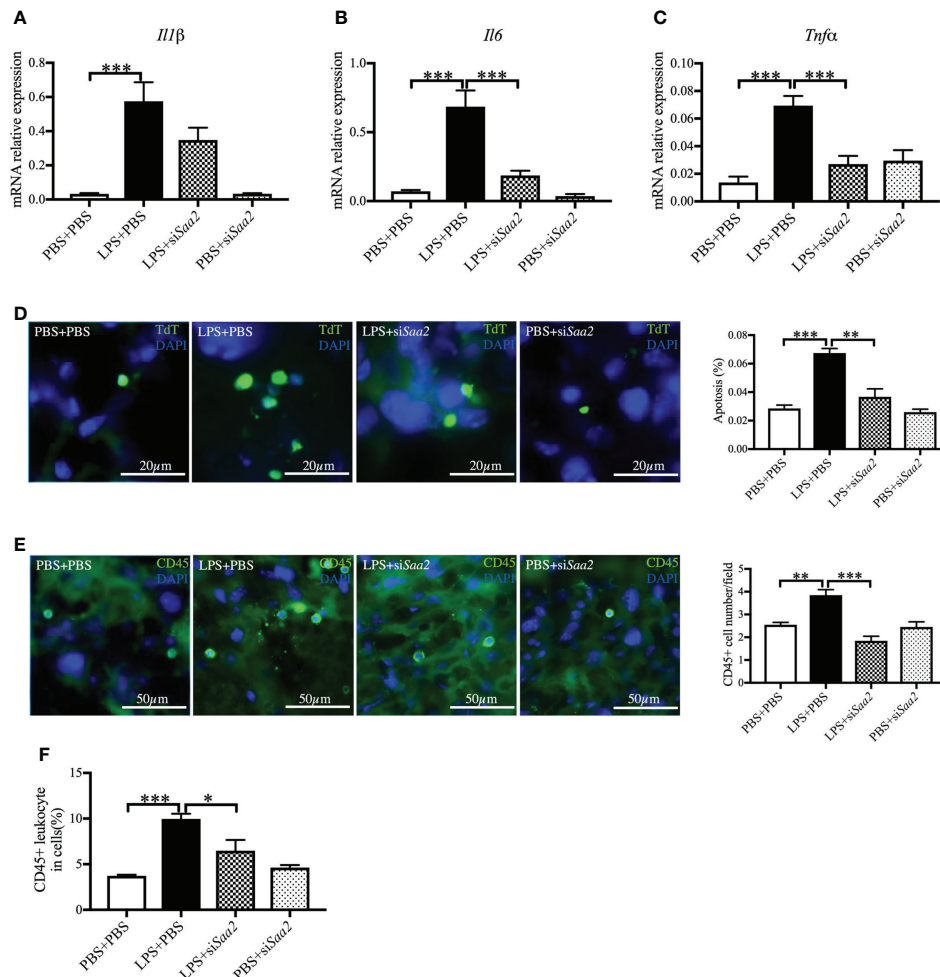 A
Il1β
***
mRNA relative expression
0.8
0.6
0.4
0.2
0.0
PBS+PBS
LPS+PBS
LPS+siSaa2
PBS+siSaa2
B
Il6
***
***
mRNA relative expression
1.0
0.5
0.0
PBS+PBS
LPS+PBS
LPS+siSaa2
PBS+siSaa2
C
Tnfα
***
***
mRNA relative expression
0.10
0.08
0.06
0.04
0.02
0.00
PBS+PBS
LPS+PBS
LPS+siSaa2
PBS+siSaa2
D
PBS+PBS
TdT
DAPI
20µm
LPS+PBS
TdT
DAPI
20µm
LPS+siSaa2
TdT
DAPI
20µm
PBS+siSaa2
TdT
DAPI
20µm
***
**
Apotosis (%)
0.08
0.06
0.04
0.02
0.00
PBS+PBS
LPS+PBS
LPS+siSaa2
PBS+siSaa2
E
PBS+PBS
CD45
DAPI
50µm
LPS+PBS
CD45
DAPI
50µm
LPS+siSaa2
CD45
DAPI
50µm
PBS+siSaa2
CD45
DAPI
50µm
**
***
CD45+ cell number/field
5
4
3
2
1
0
PBS+PBS
LPS+PBS
LPS+siSaa2
PBS+siSaa2
F
***
*
CD45+ leukocyte
in cells(%)
15
10
5
0
PBS+PBS
LPS+PBS
LPS+siSaa2
PBS+siSaa2